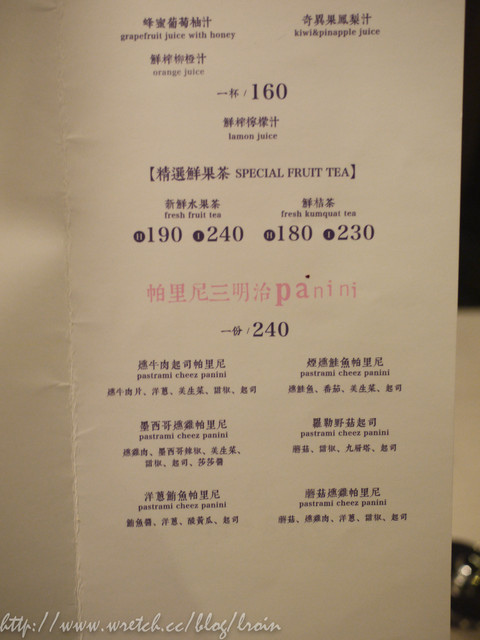 蜂蜜葡萄柚汁
grapefruit juice with honey
奇異果鳳梨汁
kiwi&pinapple juice
鮮榨柳橙汁
orange juice
一杯 / 160
鮮榨檸檬汁
lamon juice
【精選鮮果茶 SPECIAL FRUIT TEA】
新鮮水果茶
fresh fruit tea
H 190 I 240
鮮桔茶
fresh kumquat tea
H 180 I 230
帕里尼三明治 panini
一份 / 240
燻牛肉起司帕里尼
pastrami cheez panini
燻牛肉片、洋蔥、美生菜、甜椒、起司
煙燻鮭魚帕里尼
pastrami cheez panini
燻鮭魚、番茄、美生菜、起司
墨西哥燻雞帕里尼
pastrami cheez panini
燻雞肉、墨西哥辣椒、美生菜、
甜椒、起司、莎莎醬
羅勒野菇起司
pastrami cheez panini
蘑菇、甜椒、九層塔、起司
洋蔥鮪魚帕里尼
pastrami cheez panini
鮪魚醬、洋蔥、酸黃瓜、起司
蘑菇燻雞帕里尼
pastrami cheez panini
蘑菇、燻雞肉、洋蔥、甜椒、起司
http://www.wretch.cc/blog/lroin